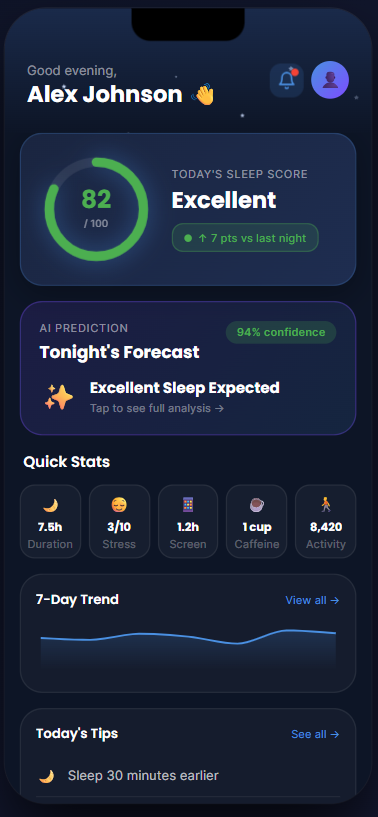 Good evening,
Alex Johnson 👋
82
/ 100
TODAY'S SLEEP SCORE
Excellent
↑ 7 pts vs last night
AI PREDICTION
94% confidence
Tonight's Forecast
Excellent Sleep Expected
Tap to see full analysis →
Quick Stats
7.5h
Duration
3/10
Stress
1.2h
Screen
1 cup
Caffeine
8,420
Activity
7-Day Trend
View all →
Today's Tips
See all →
Sleep 30 minutes earlier